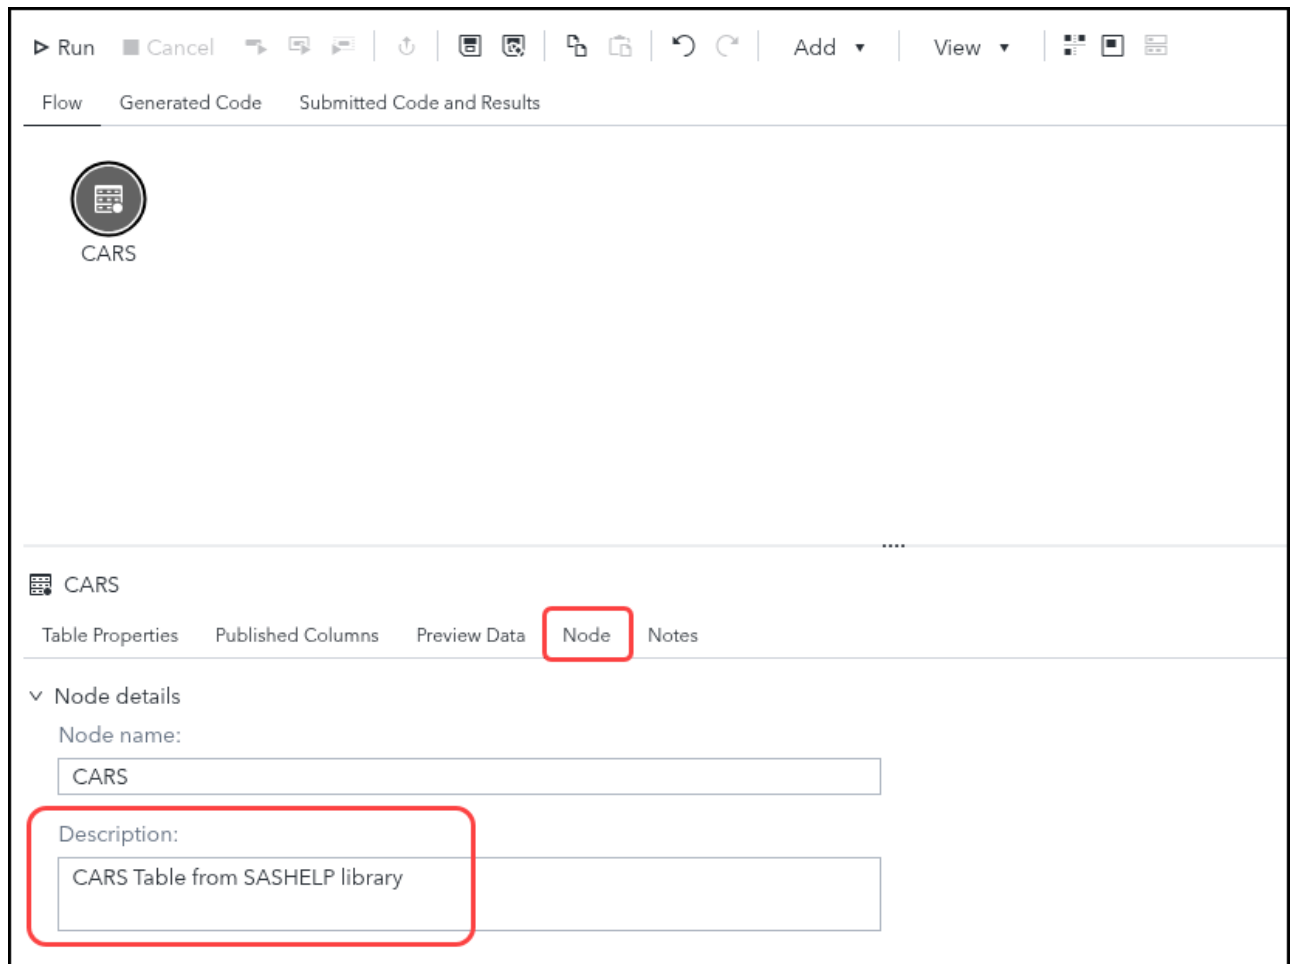 Run Cancel Add View
Flow Generated Code Submitted Code and Results
CARS
CARS
Table Properties Published Columns Preview Data Node Notes
Node details
Node name:
CARS
Description:
CARS Table from SASHELP library